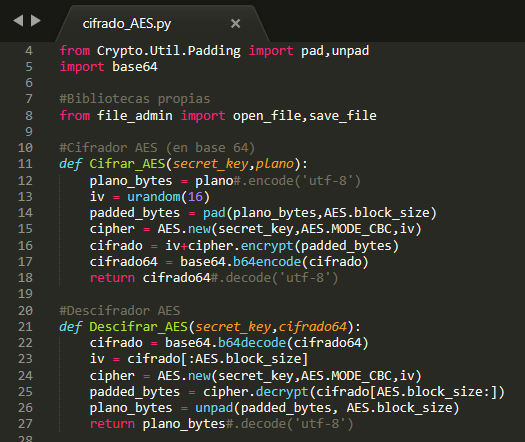 cifrado_AES.py ×
4 from Crypto.Util.Padding import pad,unpad
5 import base64
6
7 #Bibliotecas propias
8 from file_admin import open_file,save_file
9
10 #Cifrador AES (en base 64)
11 def Cifrar_AES(secret_key,plano):
12     plano_bytes = plano#.encode('utf-8')
13     iv = urandom(16)
14     padded_bytes = pad(plano_bytes,AES.block_size)
15     cipher = AES.new(secret_key,AES.MODE_CBC,iv)
16     cifrado = iv+cipher.encrypt(padded_bytes)
17     cifrado64 = base64.b64encode(cifrado)
18     return cifrado64#.decode('utf-8')
19
20 #Descifrador AES
21 def Descifrar_AES(secret_key,cifrado64):
22     cifrado = base64.b64decode(cifrado64)
23     iv = cifrado[:AES.block_size]
24     cipher = AES.new(secret_key,AES.MODE_CBC,iv)
25     padded_bytes = cipher.decrypt(cifrado[AES.block_size:])
26     plano_bytes = unpad(padded_bytes, AES.block_size)
27     return plano_bytes#.decode('utf-8')
28